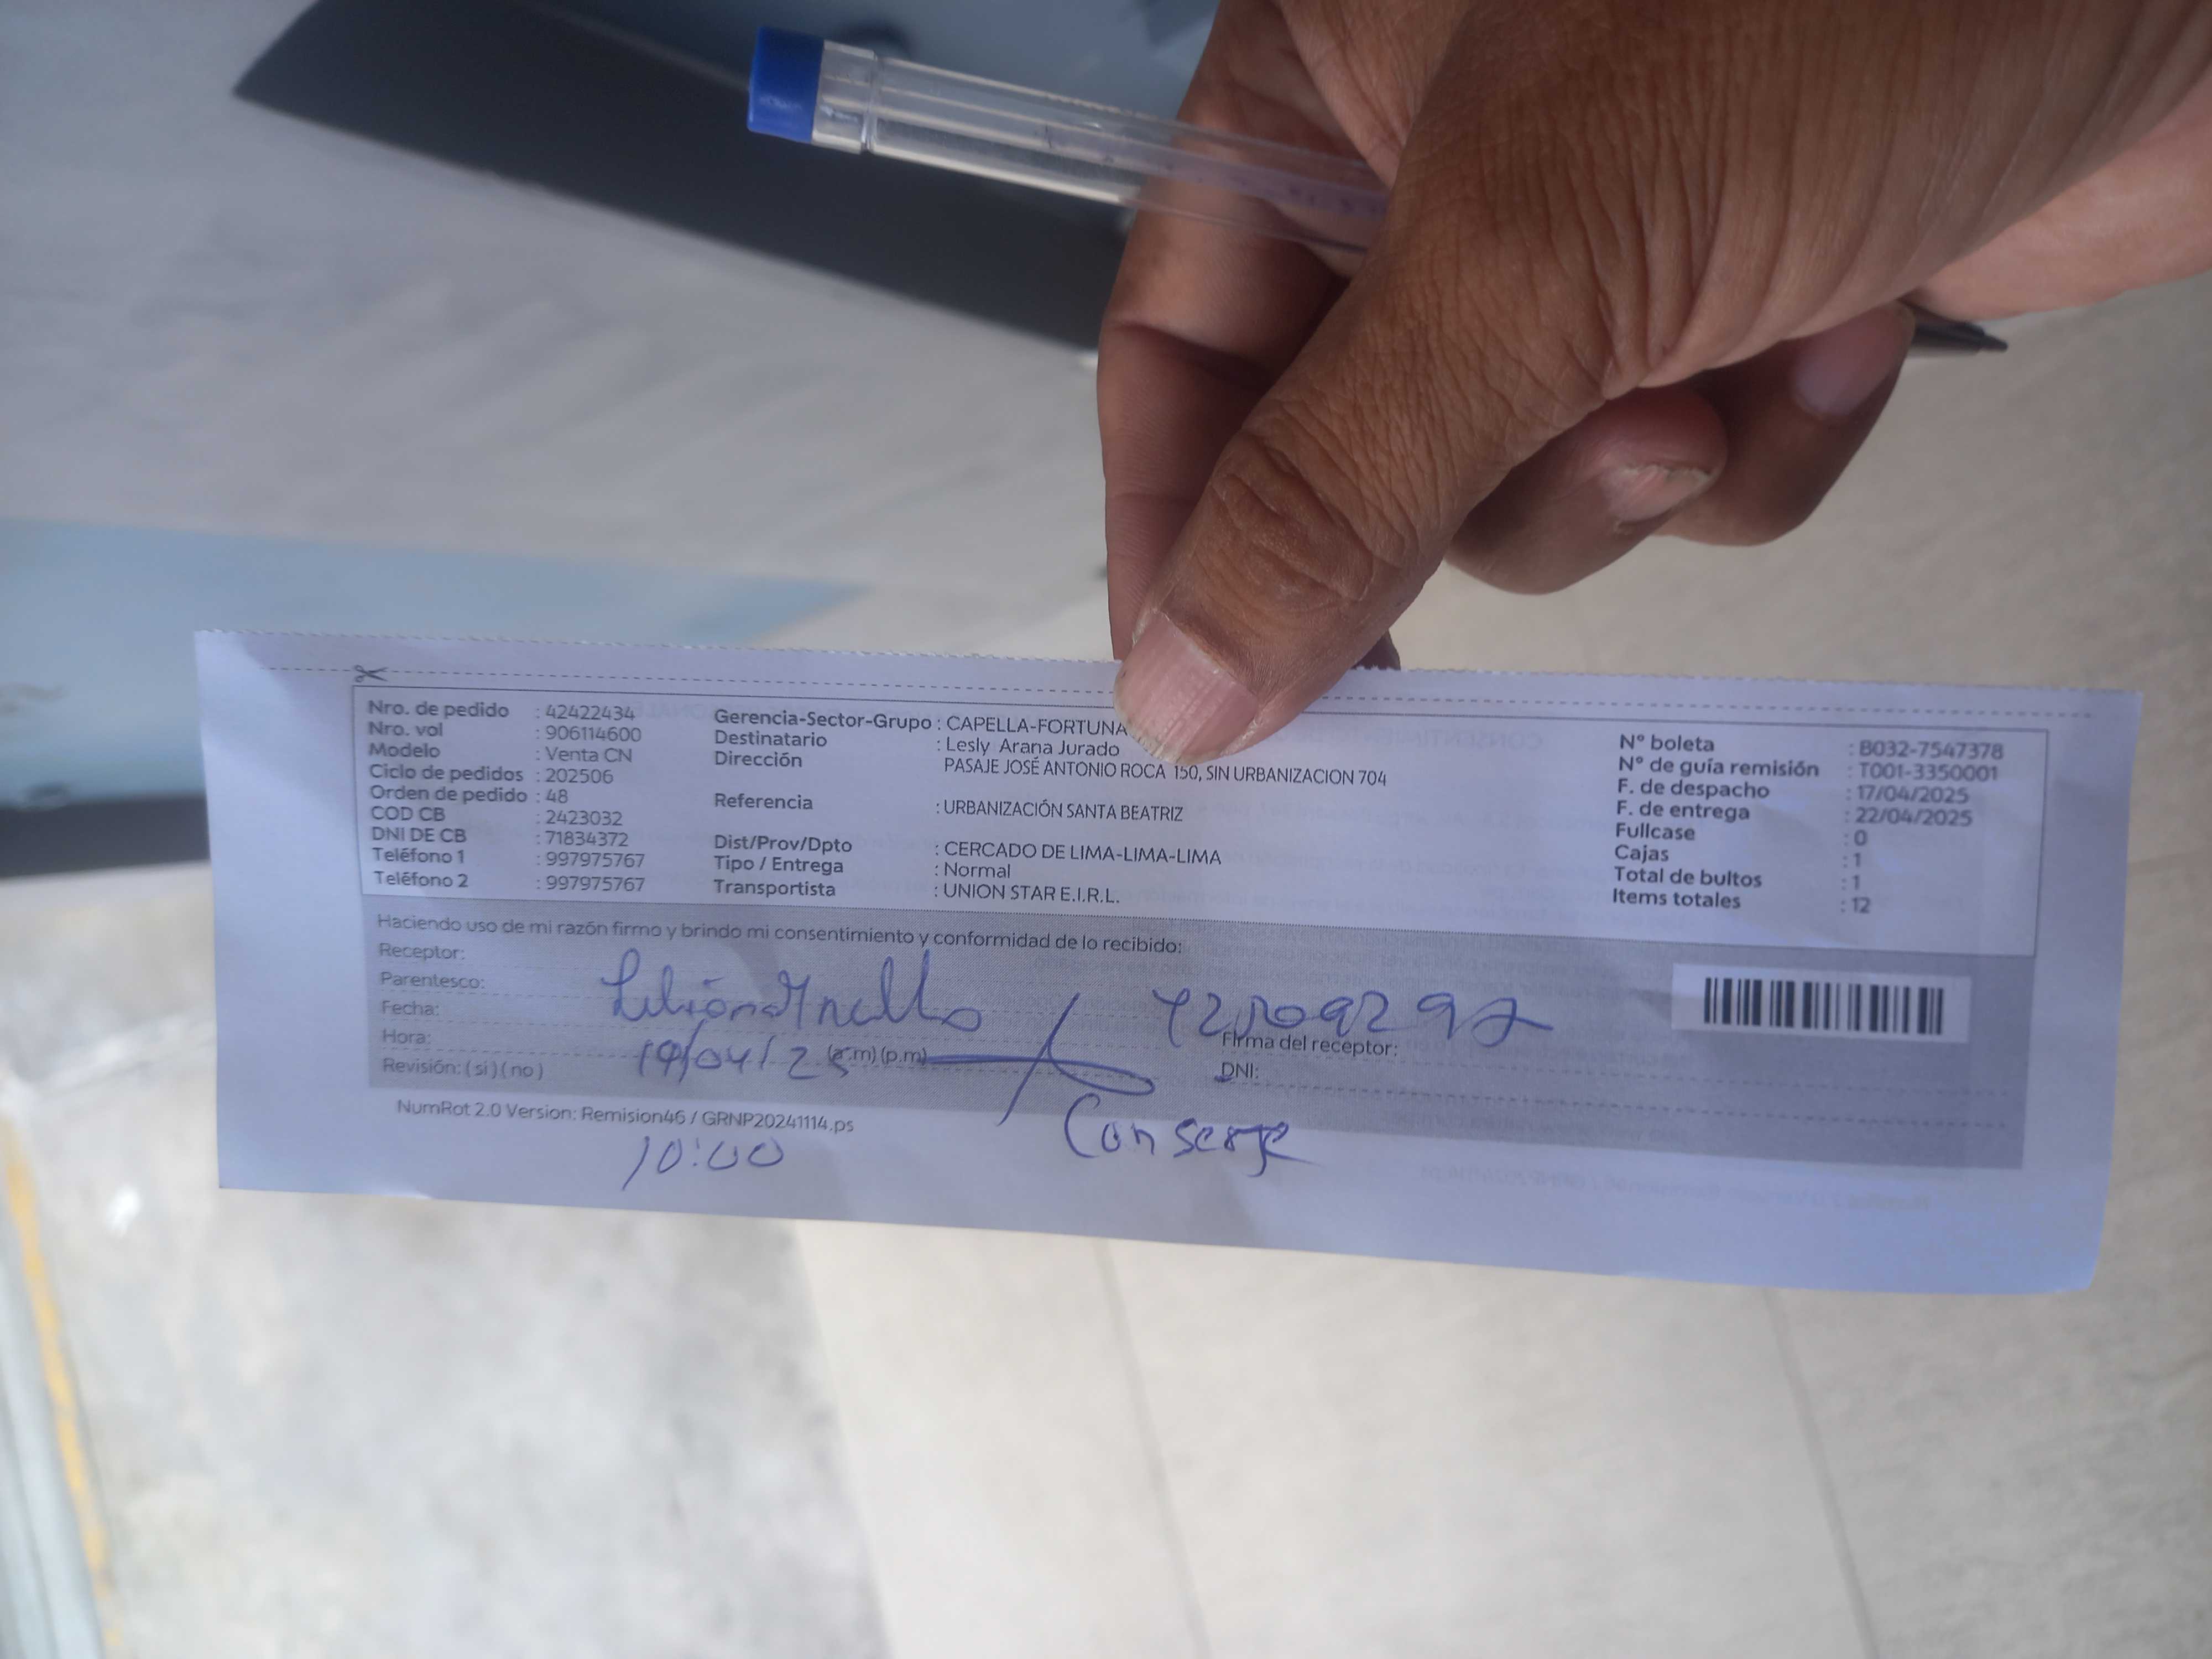 Nro. de pedido : 42422434
Nro. vol : 906114600
Modelo : Venta CN
Ciclo de pedidos : 202506
Orden de pedido : 48
COD CB : 2423032
DNI DE CB : 71834372
Teléfono 1 : 997975767
Teléfono 2 : 997975767
Gerencia-Sector-Grupo : CAPELLA-FORTUNA
Destinatario : Lesly Arana Jurado
Dirección PASAJE JOSÉ ANTONIO ROCA 150, SIN URBANIZACION 704
Referencia : URBANIZACIÓN SANTA BEATRIZ
Dist/Prov/Dpto : CERCADO DE LIMA-LIMA-LIMA
Tipo / Entrega : Normal
Transportista : UNION STAR E.I.R.L.
N° boleta : B032-7547378
N° de guía remisión : T001-3350001
F. de despacho : 17/04/2025
F. de entrega : 22/04/2025
Fullcase : 0
Cajas : 1
Total de bultos : 1
Items totales : 12
Haciendo uso de mi razón firmo y brindo mi consentimiento y conformidad de lo recibido:
Receptor:
Parentesco:
Fecha:
Hora: (a.m) (p.m)
Revisión: ( si ) ( no )
Firma del receptor:
DNI:
Conserje
NumRot 2.0 Version: Remision46 / GRNP20241114.ps
10:00